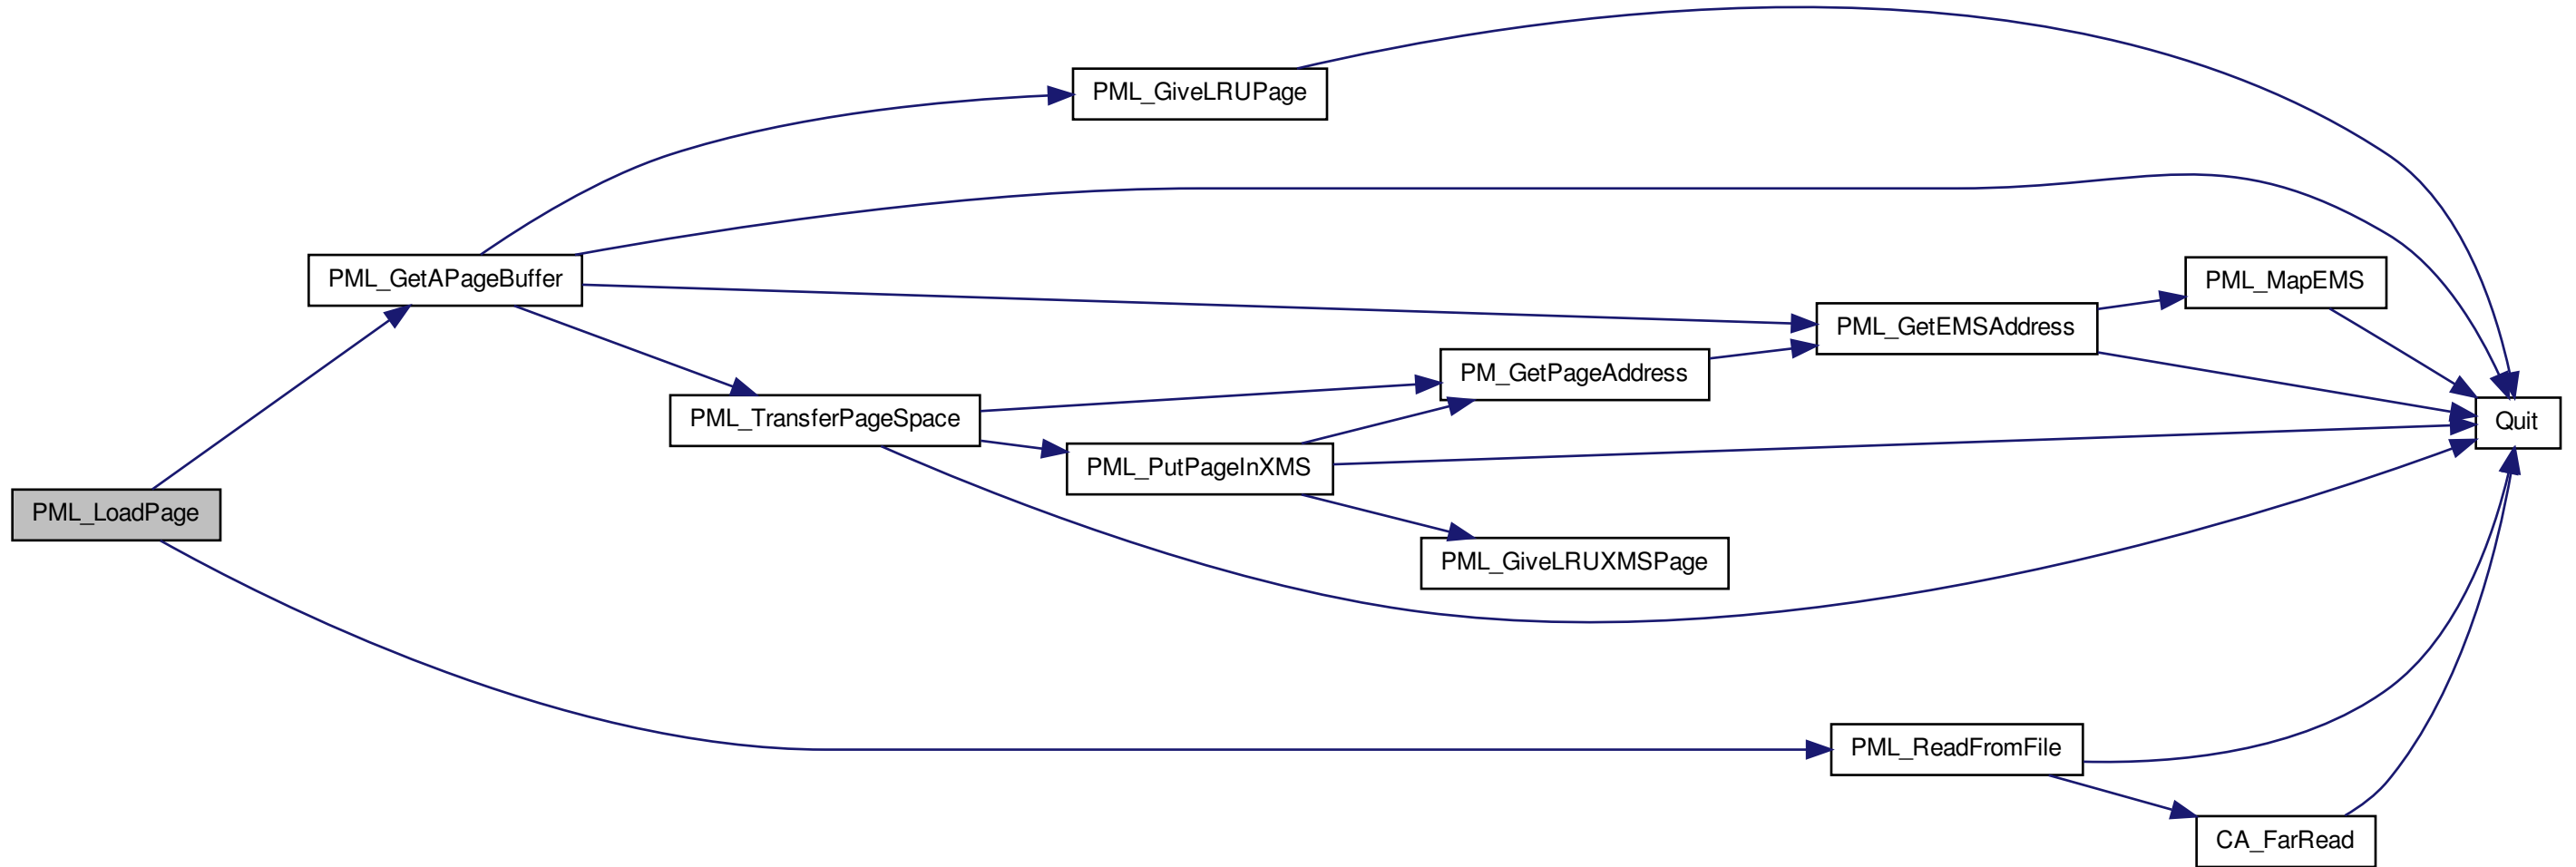 PML_GiveLRUPage
PML_GetAPageBuffer
PML_MapEMS
PML_GetEMSAddress
PM_GetPageAddress
PML_TransferPageSpace
Quit
PML_PutPageInXMS
PML_LoadPage
PML_GiveLRUXMSPage
PML_ReadFromFile
CA_FarRead